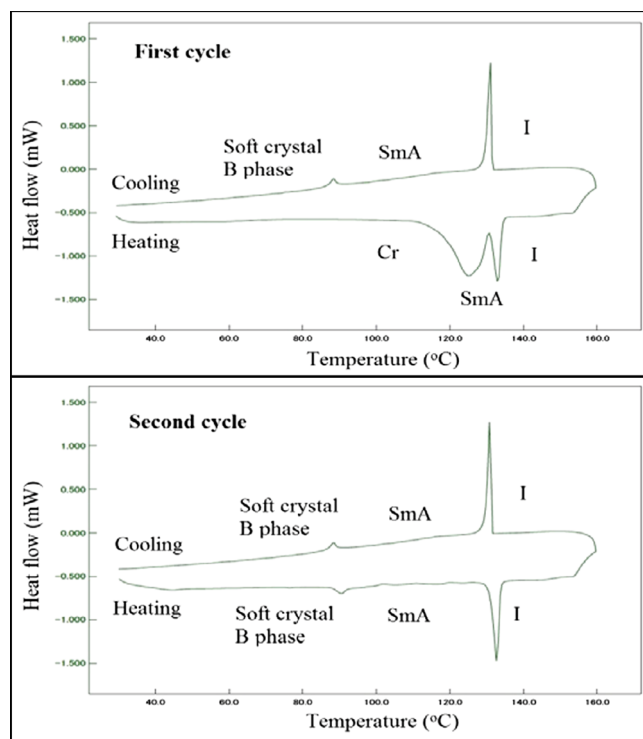 First cycle
1.500
1.000
0.500
0.000
-0.500
-1.000
-1.500
Heat flow (mW)
Soft crystal
B phase
SmA
I
Cooling
Heating
Cr
I
SmA
40.0 60.0 80.0 100.0 120.0 140.0 160.0
Temperature (ºC)
Second cycle
1.500
1.000
0.500
0.000
-0.500
-1.000
-1.500
Heat flow (mW)
Soft crystal
B phase
SmA
I
Cooling
Heating
Soft crystal
B phase
SmA
I
40.0 60.0 80.0 100.0 120.0 140.0 160.0
Temperature (ºC)